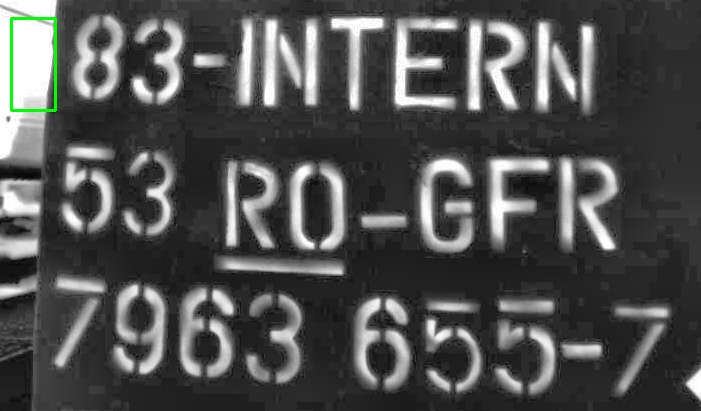 83-INTERN
53 RO-GFR
7963 655-7